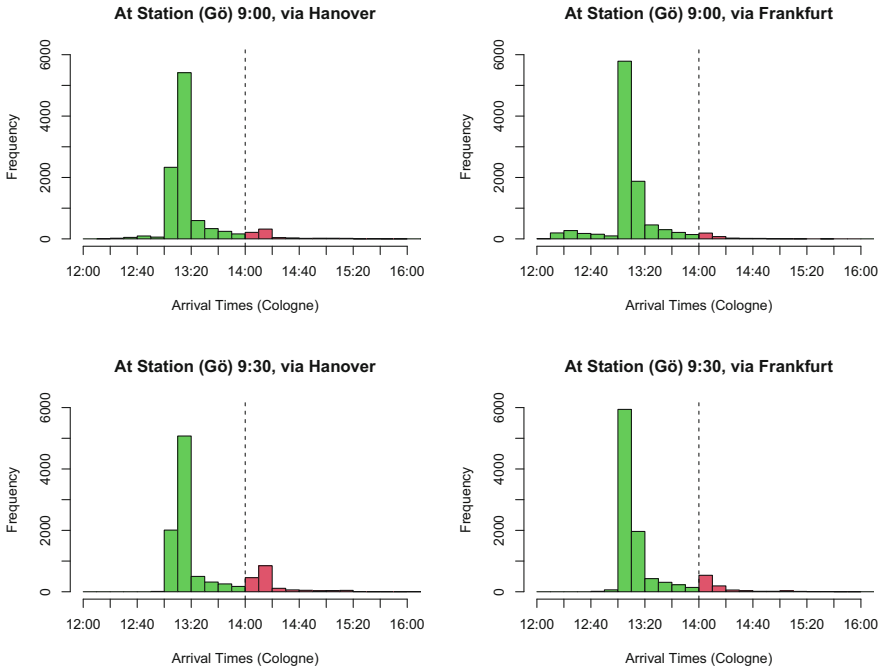 At Station (Gö) 9:00, via Hanover
Frequency
6000
4000
2000
0
12:00 12:40 13:20 14:00 14:40 15:20 16:00
Arrival Times (Cologne)
At Station (Gö) 9:00, via Frankfurt
Frequency
6000
4000
2000
0
12:00 12:40 13:20 14:00 14:40 15:20 16:00
Arrival Times (Cologne)
At Station (Gö) 9:30, via Hanover
Frequency
6000
4000
2000
0
12:00 12:40 13:20 14:00 14:40 15:20 16:00
Arrival Times (Cologne)
At Station (Gö) 9:30, via Frankfurt
Frequency
6000
4000
2000
0
12:00 12:40 13:20 14:00 14:40 15:20 16:00
Arrival Times (Cologne)